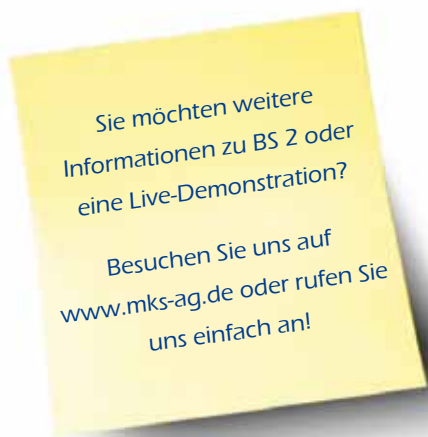 Sie möchten weitere
Informationen zu BS 2 oder
eine Live-Demonstration?
Besuchen Sie uns auf
www.mks-ag.de oder rufen Sie
uns einfach an!